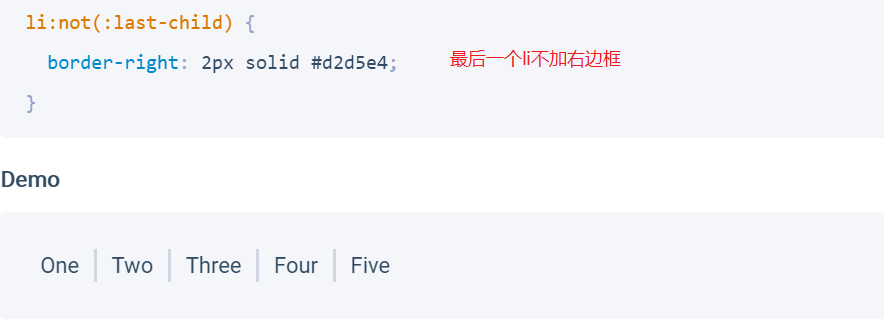 li:not(:last-child) {
border-right: 2px solid #d2d5e4; 最后一个li不加右边框
}
Demo
One Two Three Four Five